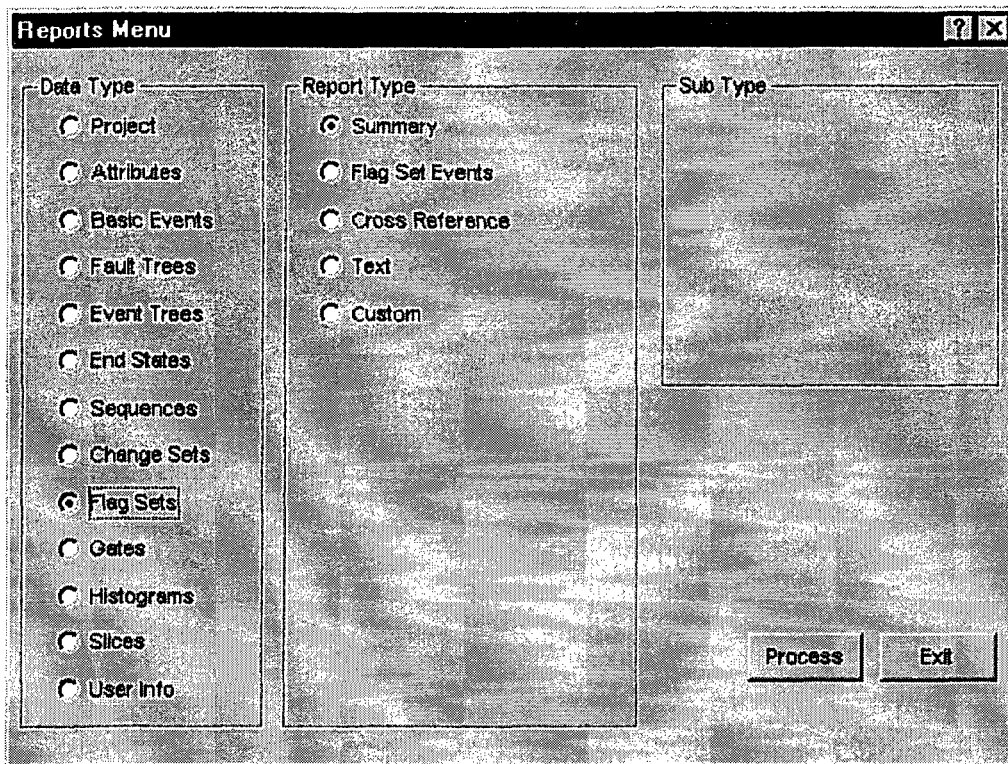 Reports Menu
Data Type
Project
Attributes
Basic Events
Fault Trees
Event Trees
End States
Sequences
Change Sets
Flag Sets
Gates
Histograms
Slices
User Info
Report Type
Summary
Flag Set Events
Cross Reference
Text
Custom
Sub Type
Process
Exit